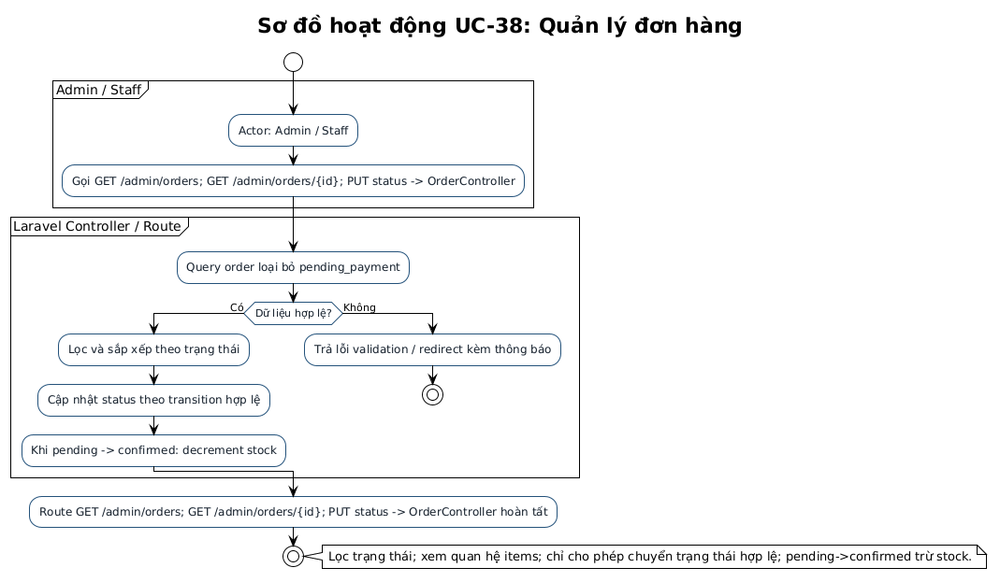 Sơ đồ hoạt động UC-38: Quản lý đơn hàng
Admin / Staff
Actor: Admin / Staff
Gọi GET /admin/orders; GET /admin/orders/{id}; PUT status -> OrderController
Laravel Controller / Route
Query order loại bỏ pending_payment
Có
Dữ liệu hợp lệ?
Không
Lọc và sắp xếp theo trạng thái
Trả lỗi validation / redirect kèm thông báo
Cập nhật status theo transition hợp lệ
Khi pending -> confirmed: decrement stock
Route GET /admin/orders; GET /admin/orders/{id}; PUT status -> OrderController hoàn tất
Lọc trạng thái; xem quan hệ items; chỉ cho phép chuyển trạng thái hợp lệ; pending->confirmed trừ stock.